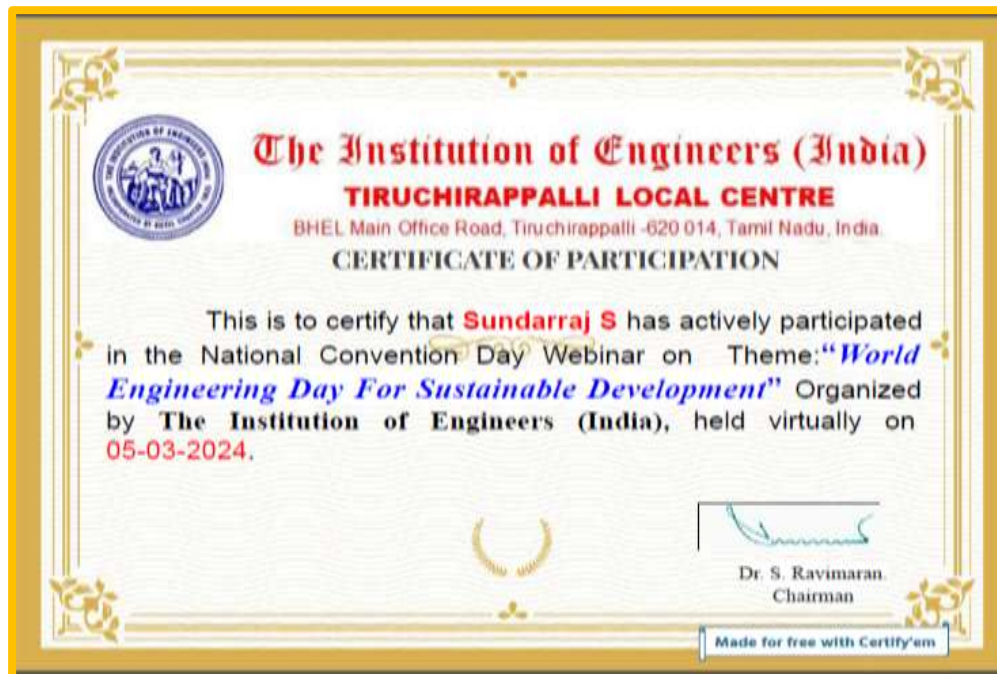 The Institution of Engineers (India)
TIRUCHIRAPPALLI LOCAL CENTRE
BHEL Main Office Road, Tiruchirappalli -620 014, Tamil Nadu, India.
CERTIFICATE OF PARTICIPATION
This is to certify that Sundarraj S has actively participated
in the National Convention Day Webinar on Theme:“World
Engineering Day For Sustainable Development” Organized
by The Institution of Engineers (India), held virtually on
05-03-2024.
Dr. S. Ravimaran.
Chairman
Made for free with Certify'em